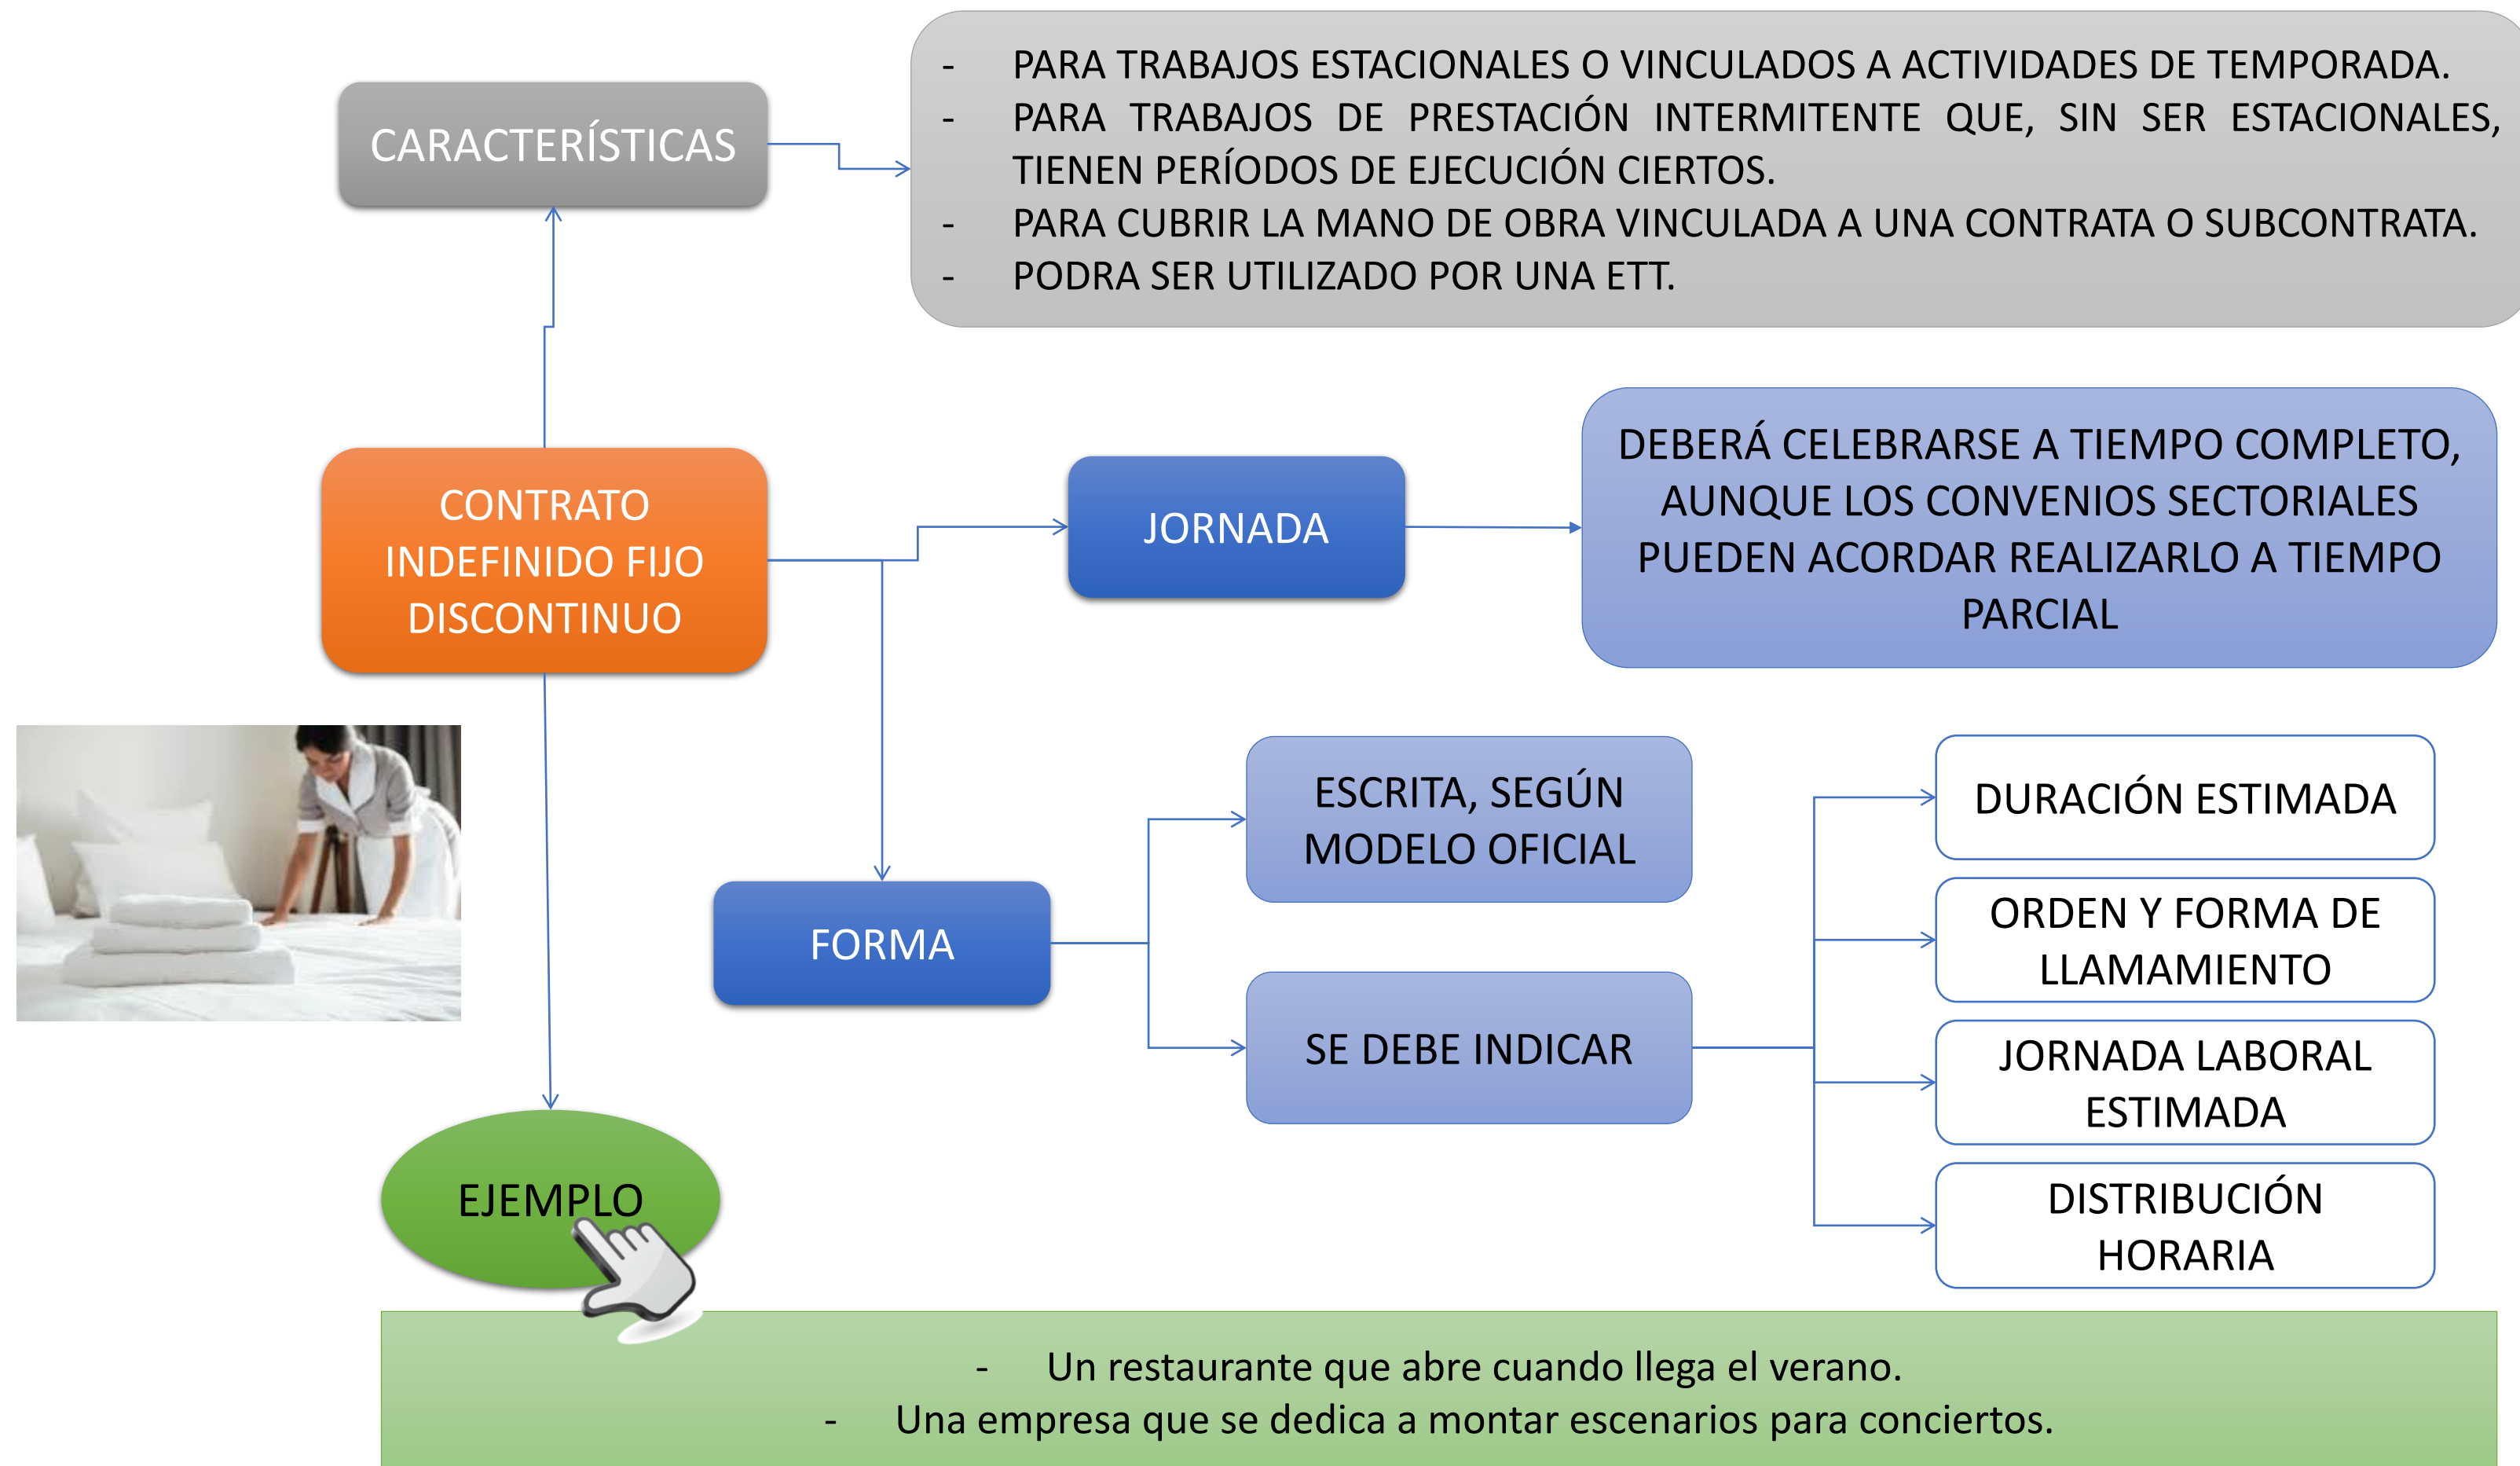 CARACTERÍSTICAS
- PARA TRABAJOS ESTACIONALES O VINCULADOS A ACTIVIDADES DE TEMPORADA.
- PARA TRABAJOS DE PRESTACIÓN INTERMITENTE QUE, SIN SER ESTACIONALES,
TIENEN PERÍODOS DE EJECUCIÓN CIERTOS.
- PARA CUBRIR LA MANO DE OBRA VINCULADA A UNA CONTRATA O SUBCONTRATA.
- PODRA SER UTILIZADO POR UNA ETT.
CONTRATO
INDEFINIDO FIJO
DISCONTINUO
JORNADA
DEBERÁ CELEBRARSE A TIEMPO COMPLETO,
AUNQUE LOS CONVENIOS SECTORIALES
PUEDEN ACORDAR REALIZARLO A TIEMPO
PARCIAL
FORMA
ESCRITA, SEGÚN
MODELO OFICIAL
SE DEBE INDICAR
DURACIÓN ESTIMADA
ORDEN Y FORMA DE
LLAMAMIENTO
JORNADA LABORAL
ESTIMADA
DISTRIBUCIÓN
HORARIA
EJEMPLO
- Un restaurante que abre cuando llega el verano.
- Una empresa que se dedica a montar escenarios para conciertos.